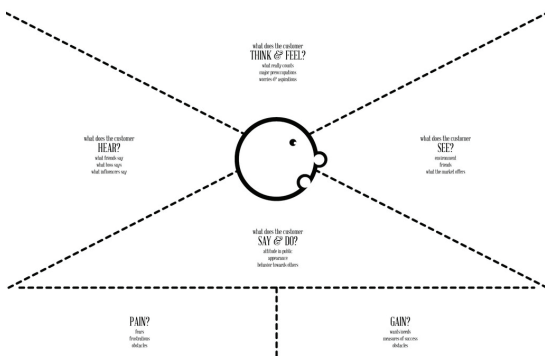 what does the customer
THINK & FEEL?
what really counts
major preoccupations
worries & aspirations
what does the customer
HEAR?
what friends say
what boss says
what influencers say
what does the customer
SEE?
environment
friends
what the market offers
what does the customer
SAY & DO?
attitude in public
appearance
behavior towards others
PAIN?
fears
frustrations
obstacles
GAIN?
wants/needs
measures of success
obstacles